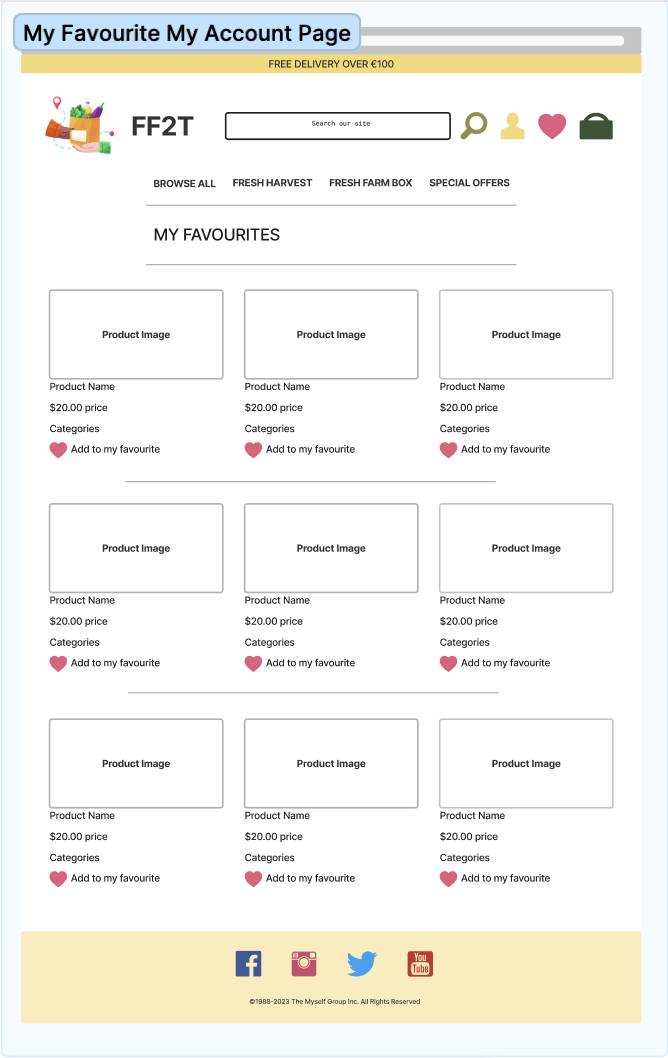 My Favourite My Account Page
FREE DELIVERY OVER €100
FF2T
Search our site
BROWSE ALL FRESH HARVEST FRESH FARM BOX SPECIAL OFFERS
MY FAVOURITES
Product Image Product Image Product Image
Product Name Product Name Product Name
$20.00 price $20.00 price $20.00 price
Categories Categories Categories
Add to my favourite Add to my favourite Add to my favourite
Product Image Product Image Product Image
Product Name Product Name Product Name
$20.00 price $20.00 price $20.00 price
Categories Categories Categories
Add to my favourite Add to my favourite Add to my favourite
Product Image Product Image Product Image
Product Name Product Name Product Name
$20.00 price $20.00 price $20.00 price
Categories Categories Categories
Add to my favourite Add to my favourite Add to my favourite
You
Tube
©1988-2023 The Myself Group Inc. All Rights Reserved